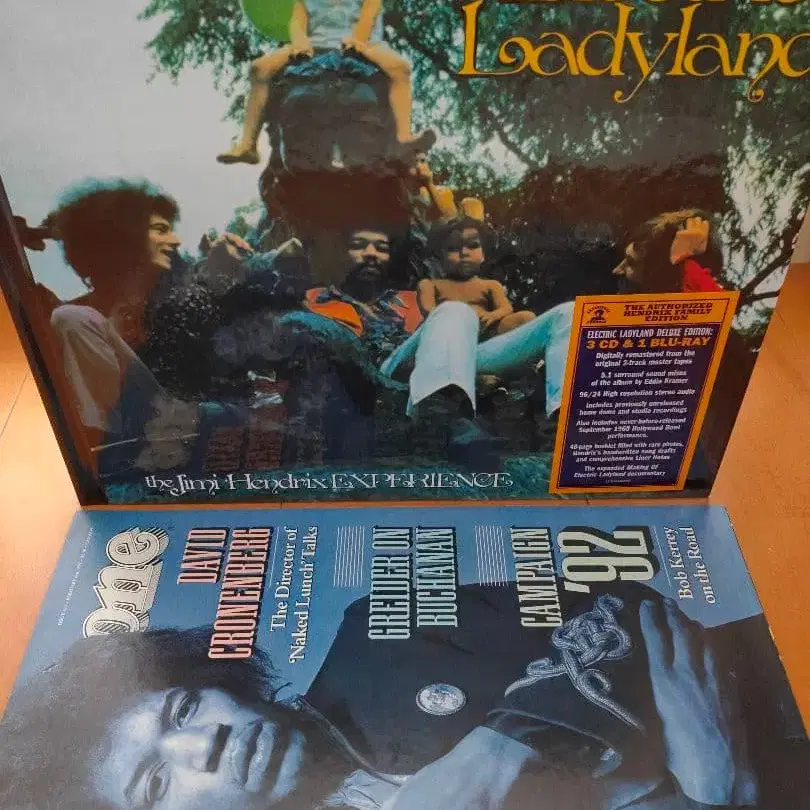 Ladyland
THE AUTHORIZED
HENDRIX FAMILY
EDITION
ELECTRIC LADYLAND DELUXE EDITION:
3 CD & 1 BLU-RAY
Digitally remastered from the
original 2-track master tapes
5.1 surround sound mixes
of the album by Eddie Kramer
96/24 High resolution stereo audio
Includes previously unreleased
home demo and studio recordings
Also includes never-before-released
September 1968 Hollywood Bowl
performance.
48-page booklet filled with rare photos,
Hendrix's handwritten song drafts
and comprehensive Liner Notes
The expanded Making Of
Electric Ladyland documentary
the Jimi Hendrix EXPERIENCE
one
DAVID
CRONENBERG
The Director of
'Naked Lunch' Talks
GREIDER ON
BUCHANAN
CAMPAIGN
'92
Bob Kerrey
on the Road